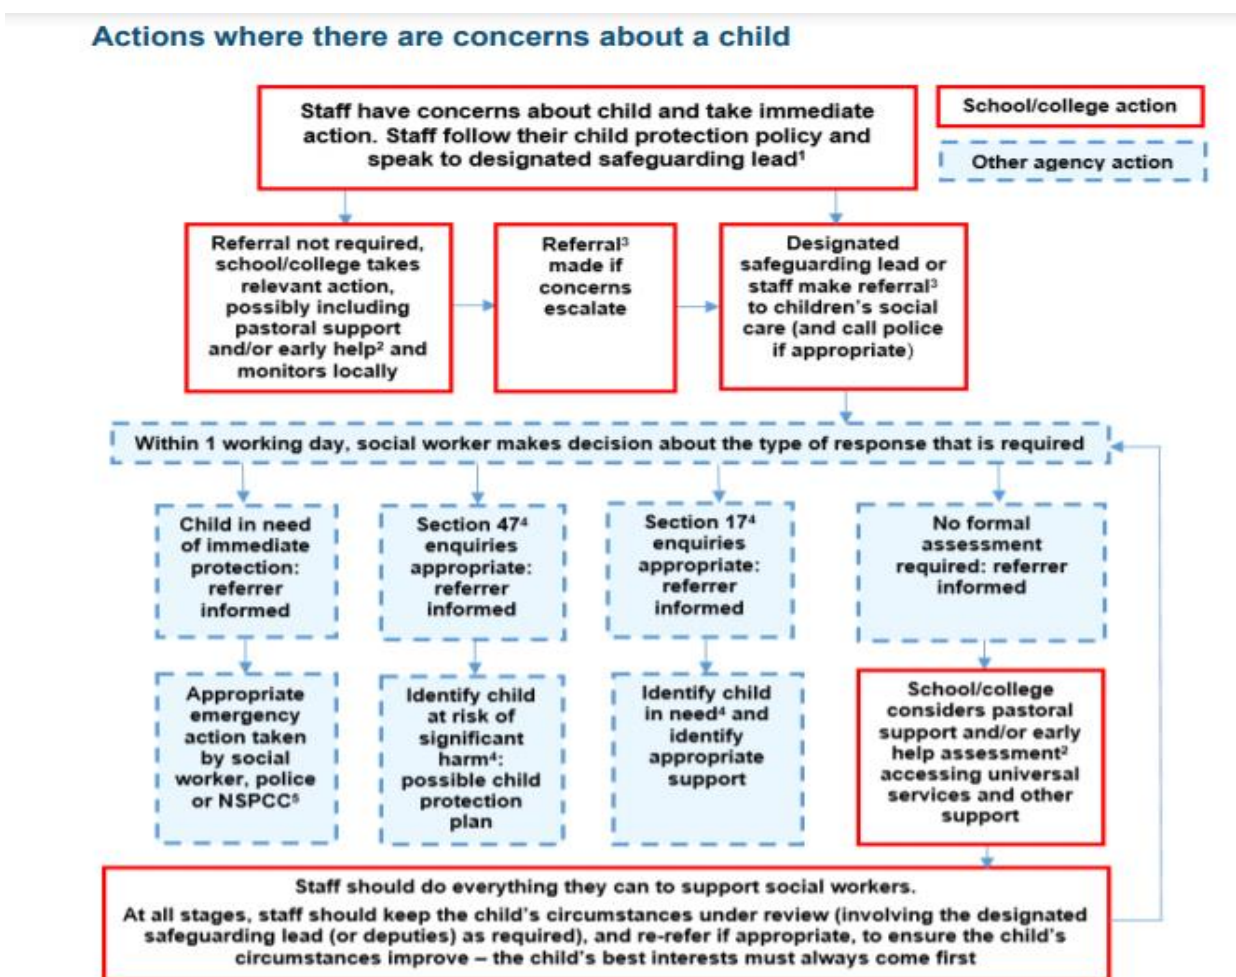 Actions where there are concerns about a child
Staff have concerns about child and take immediate
action. Staff follow their child protection policy and
speak to designated safeguarding lead¹
School/college action
Other agency action
Referral not required,
school/college takes
relevant action,
possibly including
pastoral support
and/or early help² and
monitors locally
Referral³
made if
concerns
escalate
Designated
safeguarding lead or
staff make referral³
to children's social
care (and call police
if appropriate)
Within 1 working day, social worker makes decision about the type of response that is required
Child in need
of immediate
protection:
referrer
informed
Section 47⁴
enquiries
appropriate:
referrer
informed
Section 17⁴
enquiries
appropriate:
referrer
informed
No formal
assessment
required: referrer
informed
Appropriate
emergency
action taken
by social
worker, police
or NSPCC⁵
Identify child
at risk of
significant
harm⁴:
possible child
protection
plan
Identify child
in need⁴ and
identify
appropriate
support
School/college
considers pastoral
support and/or early
help assessment²
accessing universal
services and other
support
Staff should do everything they can to support social workers.
At all stages, staff should keep the child's circumstances under review (involving the designated
safeguarding lead (or deputies) as required), and re-refer if appropriate, to ensure the child's
circumstances improve – the child's best interests must always come first